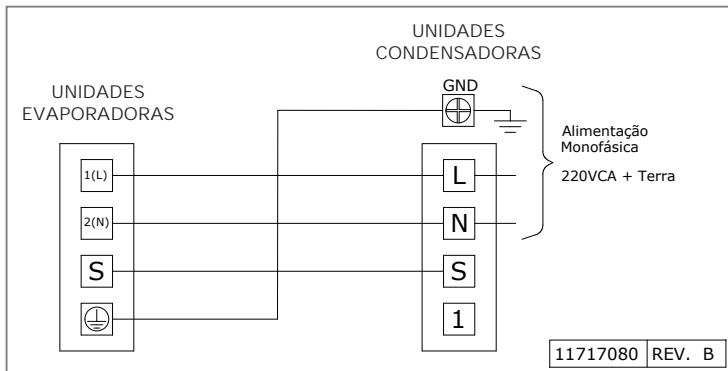 UNIDADES
CONDENSADORAS
UNIDADES
EVAPORADORAS
GND
Alimentação
Monofásica
220VCA + Terra
1(L)
L
2(N)
N
S
S
1
11717080 REV. B